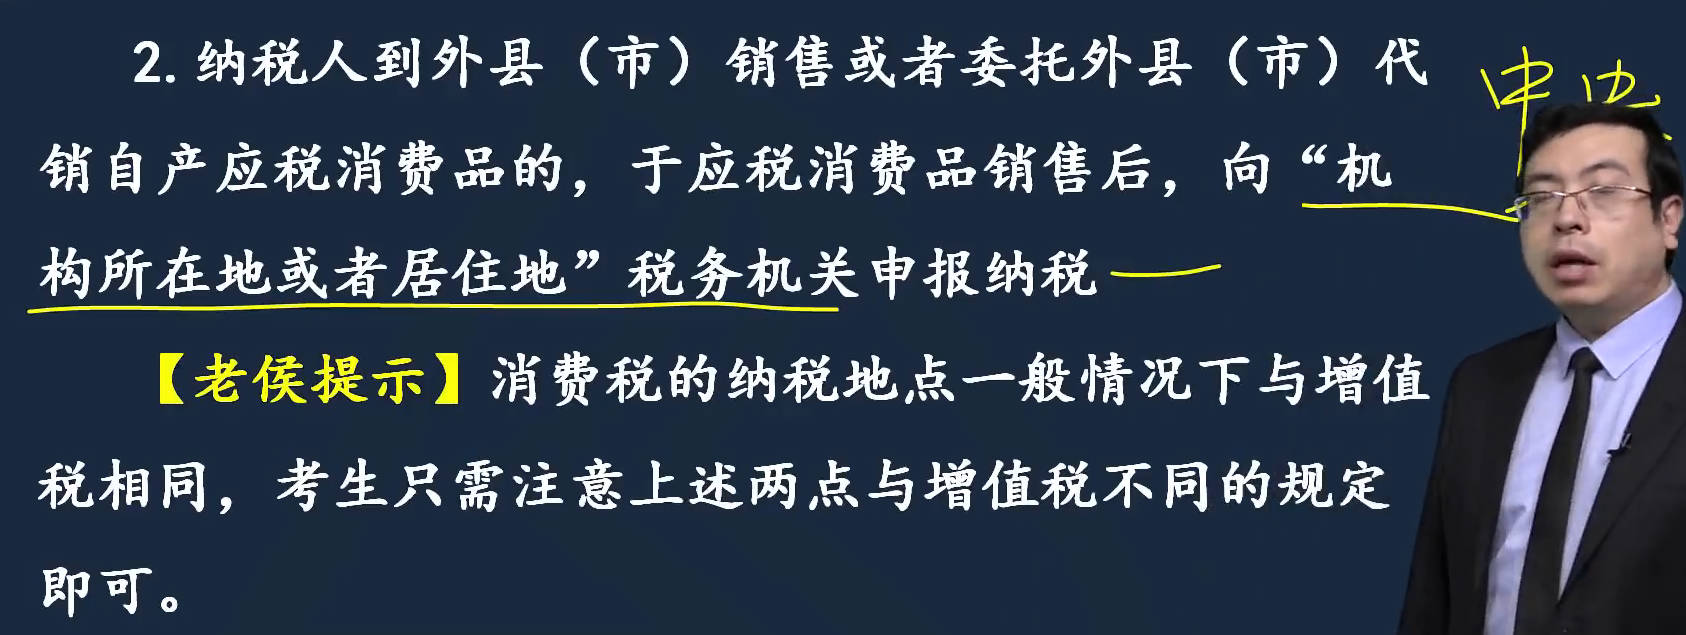 2. 纳税人到外县（市）销售或者委托外县（市）代
销自产应税消费品的，于应税消费品销售后，向“机
构所在地或者居住地”税务机关申报纳税
【老侯提示】消费税的纳税地点一般情况下与增值
税相同，考生只需注意上述两点与增值税不同的规定
即可。